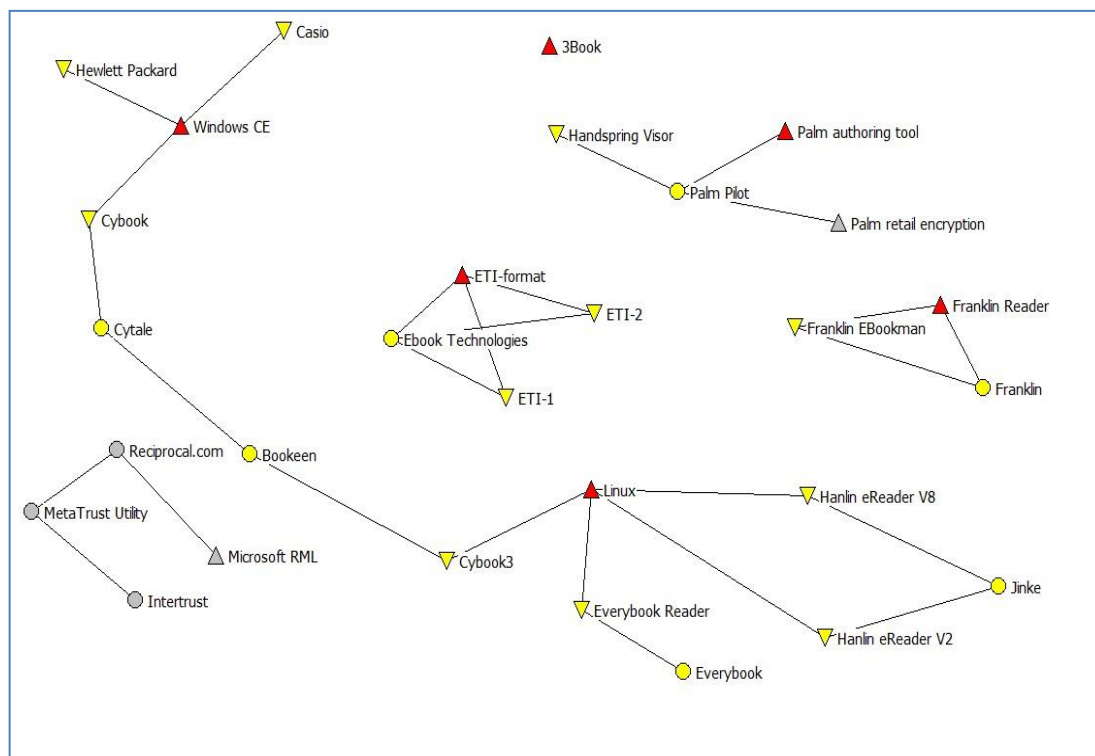 Casio
3Book
Hewlett Packard
Windows CE
Handspring Visor
Palm authoring tool
Palm Pilot
Cybook
Palm retail encryption
ETI-format
ETI-2
Franklin Reader
Cytale
Ebook Technologies
Franklin EBookman
Franklin
ETI-1
Reciprocal.com
Bookeen
Linux
Hanlin eReader V8
MetaTrust Utility
Microsoft RML
Cybook3
Jinke
Intertrust
Everybook Reader
Hanlin eReader V2
Everybook